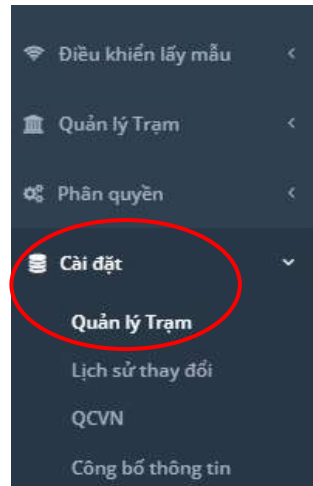 Điều khiển lấy mẫu
Quản lý Trạm
Phân quyền
Cài đặt
Quản lý Trạm
Lịch sử thay đổi
QCVN
Công bố thông tin